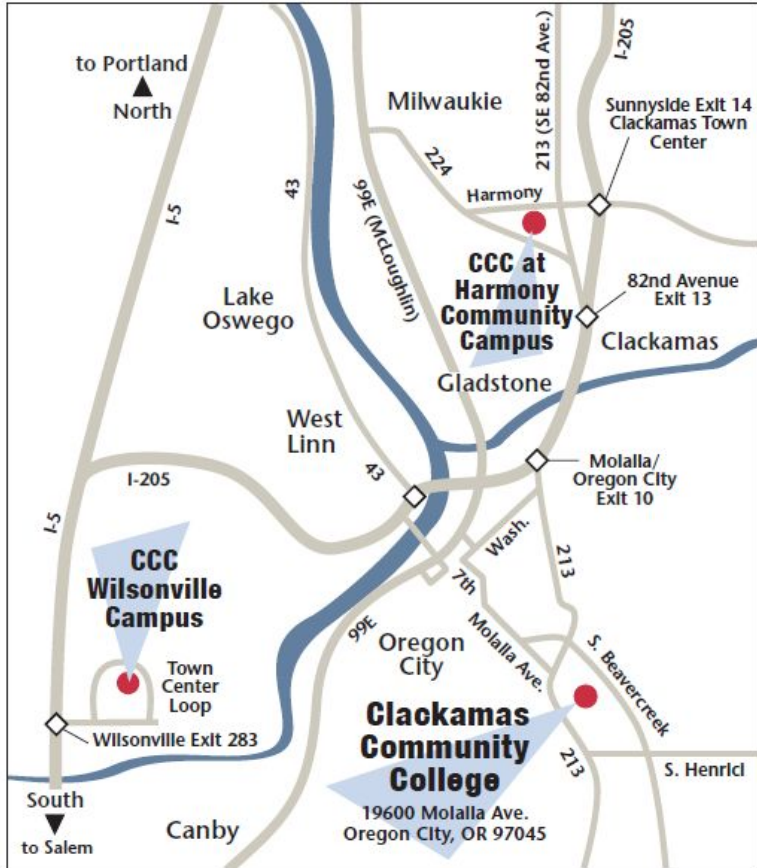 to Portland
North
I-5
43
99E (McLoughlin)
Milwaukie
224
213 (SE 82nd Ave.)
I-205
Sunnyside Exit 14
Clackamas Town
Center
Harmony
CCC at
Harmony
Community
Campus
82nd Avenue
Exit 13
Clackamas
Lake
Oswego
Gladstone
West
Linn
43
I-205
Molalla/
Oregon City
Exit 10
I-5
CCC
Wilsonville
Campus
Wash.
213
7th
99E
Oregon
City
Molalla Ave.
S. Beavercreek
Town
Center
Loop
Wilsonville Exit 283
Clackamas
Community
College
19600 Molalla Ave.
Oregon City, OR 97045
213
S. Henrici
South
to Salem
Canby